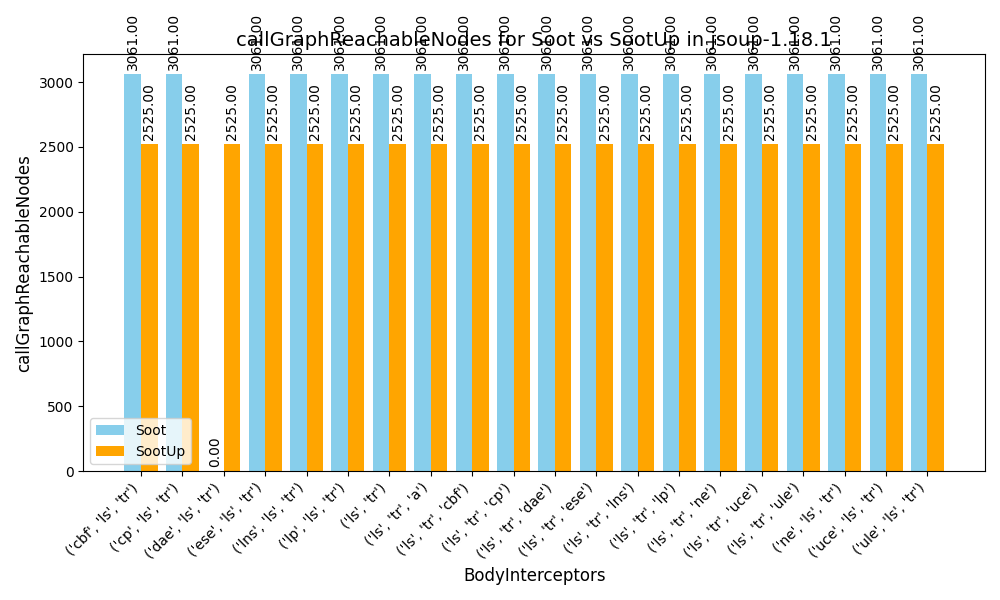 callGraphReachableNodes for Soot vs SootUp in jsoup-1.18.1
3061.00
2525.00
3061.00
2525.00
0.00
2525.00
3061.00
2525.00
3061.00
2525.00
3061.00
2525.00
3061.00
2525.00
3061.00
2525.00
3061.00
2525.00
3061.00
2525.00
3061.00
2525.00
3061.00
2525.00
3061.00
2525.00
3061.00
2525.00
3061.00
2525.00
3061.00
2525.00
3061.00
2525.00
3061.00
2525.00
3061.00
2525.00
3061.00
2525.00
callGraphReachableNodes
3000
2500
2000
1500
1000
500
0
Soot
SootUp
('cbf', 'ls', 'tr')
('cp', 'ls', 'tr')
('dae', 'ls', 'tr')
('ese', 'ls', 'tr')
('lns', 'ls', 'tr')
('lp', 'ls', 'tr')
('ls', 'tr')
('ls', 'tr', 'a')
('ls', 'tr', 'cbf')
('ls', 'tr', 'cp')
('ls', 'tr', 'dae')
('ls', 'tr', 'ese')
('ls', 'tr', 'lns')
('ls', 'tr', 'lp')
('ls', 'tr', 'ne')
('ls', 'tr', 'uce')
('ls', 'tr', 'ule')
('ne', 'ls', 'tr')
('uce', 'ls', 'tr')
('ule', 'ls', 'tr')
BodyInterceptors